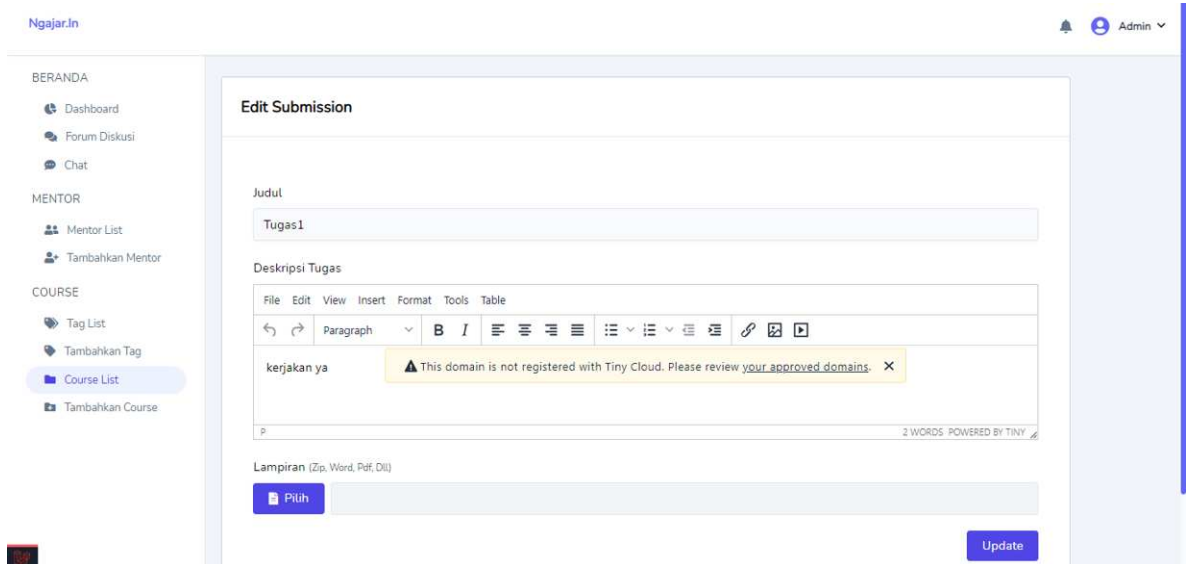 Ngajar.In
Admin
BERANDA
Dashboard
Forum Diskusi
Chat
MENTOR
Mentor List
Tambahkan Mentor
COURSE
Tag List
Tambahkan Tag
Course List
Tambahkan Course
Edit Submission
Judul
Tugas1
Deskripsi Tugas
File Edit View Insert Format Tools Table
Paragraph B I
kerjakan ya
This domain is not registered with Tiny Cloud. Please review your approved domains.
P 2 WORDS POWERED BY TINY
Lampiran (Zip, Word, Pdf, Dll)
Pilih
Update